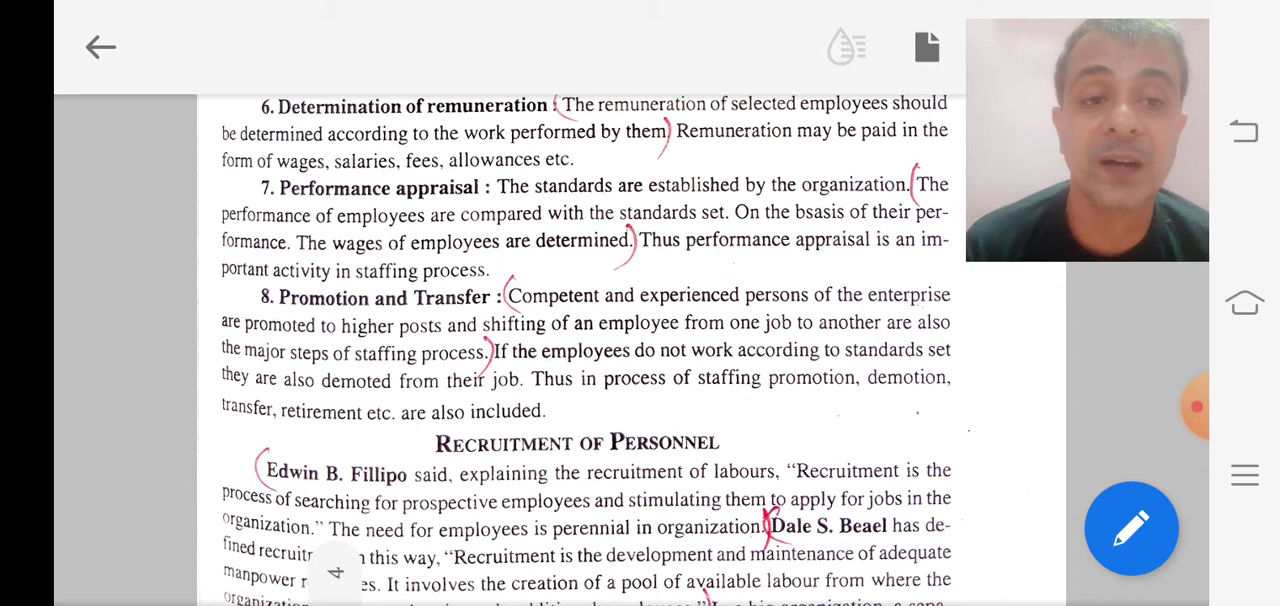 6. Determination of remuneration : The remuneration of selected employees should
be determined according to the work performed by them) Remuneration may be paid in the
form of wages, salaries, fees, allowances etc.
7. Performance appraisal : The standards are established by the organization. (The
performance of employees are compared with the standards set. On the bsasis of their per-
formance. The wages of employees are determined.) Thus performance appraisal is an im-
portant activity in staffing process.
8. Promotion and Transfer : (Competent and experienced persons of the enterprise
are promoted to higher posts and shifting of an employee from one job to another are also
the major steps of staffing process.) If the employees do not work according to standards set
they are also demoted from their job. Thus in process of staffing promotion, demotion,
transfer, retirement etc. are also included.
RECRUITMENT OF PERSONNEL
(Edwin B. Fillipo said, explaining the recruitment of labours, “Recruitment is the
process of searching for prospective employees and stimulating them to apply for jobs in the
organization.” The need for employees is perennial in organization. Dale S. Beael has de-
fined in this way, “Recruitment is the development and maintenance of adequate
manpower It involves the creation of a pool of available labour from where the
4